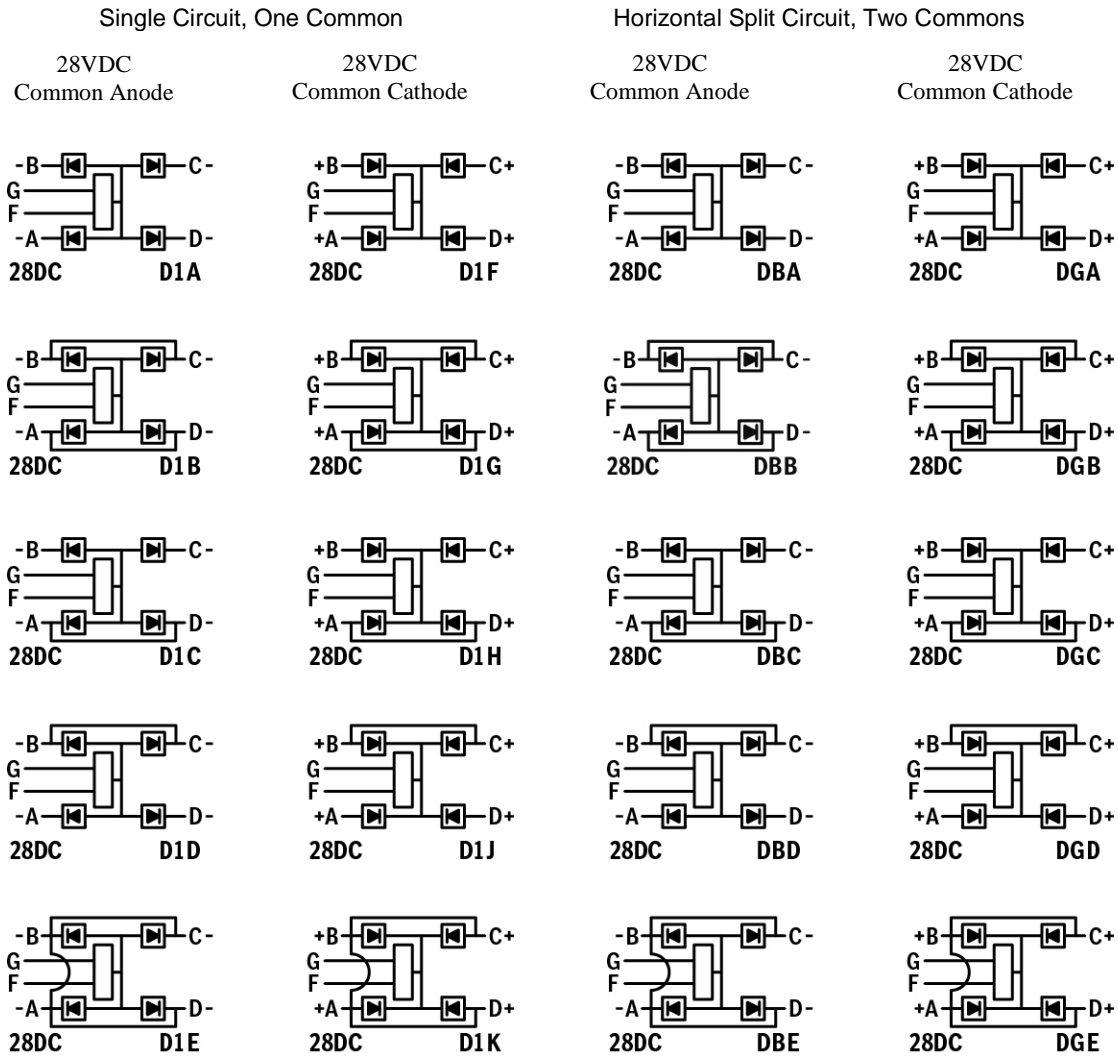 Single Circuit, One Common Horizontal Split Circuit, Two Commons
28VDC 28VDC 28VDC 28VDC
Common Anode Common Cathode Common Anode Common Cathode
-B C- +B C+ -B C- +B C+
G G G G
F F F F
-A D- +A D+ -A D- +A D+
28DC D1A 28DC D1F 28DC DBA 28DC DGA
-B C- +B C+ -B C- +B C+
G G G G
F F F F
-A D- +A D+ -A D- +A D+
28DC D1B 28DC D1G 28DC DBB 28DC DGB
-B C- +B C+ -B C- +B C+
G G G G
F F F F
-A D- +A D+ -A D- +A D+
28DC D1C 28DC D1H 28DC DBC 28DC DGC
-B C- +B C+ -B C- +B C+
G G G G
F F F F
-A D- +A D+ -A D- +A D+
28DC D1D 28DC D1J 28DC DBD 28DC DGD
-B C- +B C+ -B C- +B C+
G G G G
F F F F
-A D- +A D+ -A D- +A D+
28DC D1E 28DC D1K 28DC DBE 28DC DGE